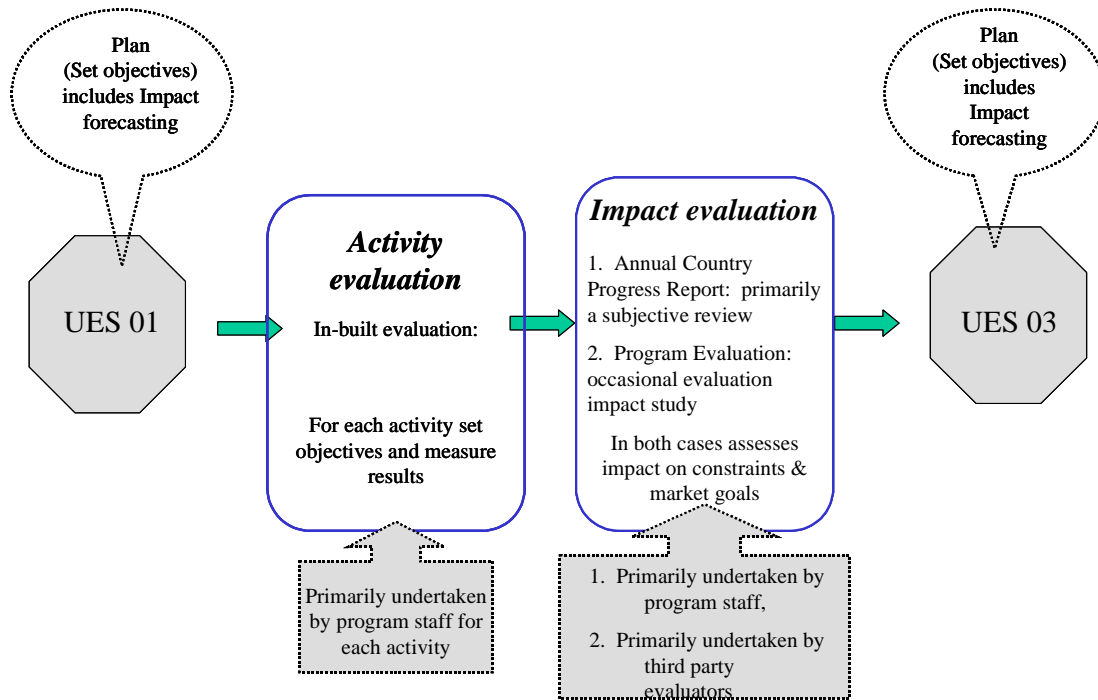 Plan
(Set objectives)
includes Impact
forecasting
UES 01
Activity
evaluation
In-built evaluation:
For each activity set
objectives and measure
results
Primarily undertaken
by program staff for
each activity
Impact evaluation
1. Annual Country
Progress Report: primarily
a subjective review
2. Program Evaluation:
occasional evaluation
impact study
In both cases assesses
impact on constraints &
market goals
1. Primarily undertaken by
program staff,
2. Primarily undertaken by
third party
evaluators
Plan
(Set objectives)
includes
Impact
forecasting
UES 03